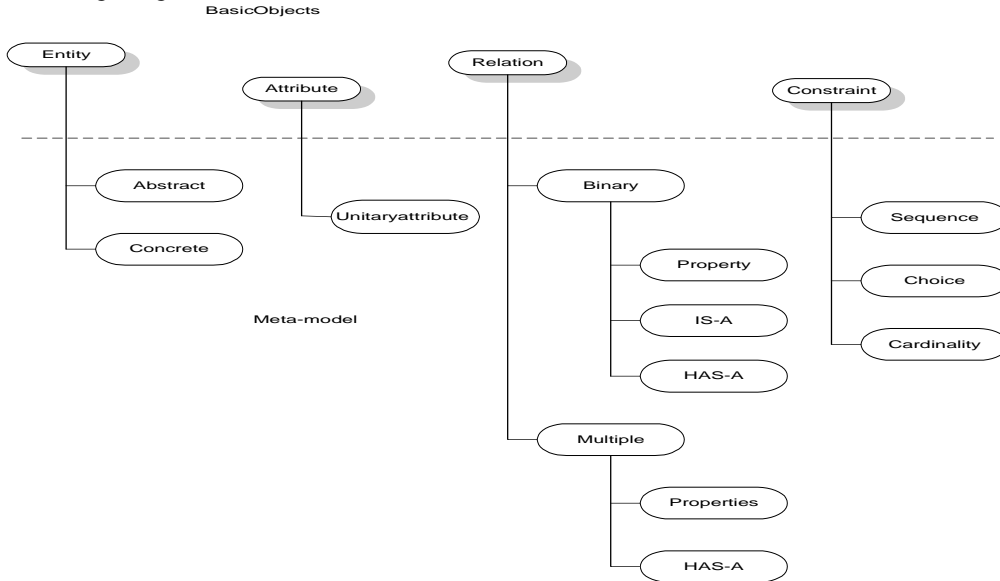 BasicObjects
Entity
Attribute
Relation
Constraint
Abstract
Concrete
Unitaryattribute
Binary
Property
IS-A
HAS-A
Multiple
Properties
HAS-A
Sequence
Choice
Cardinality
Meta-model